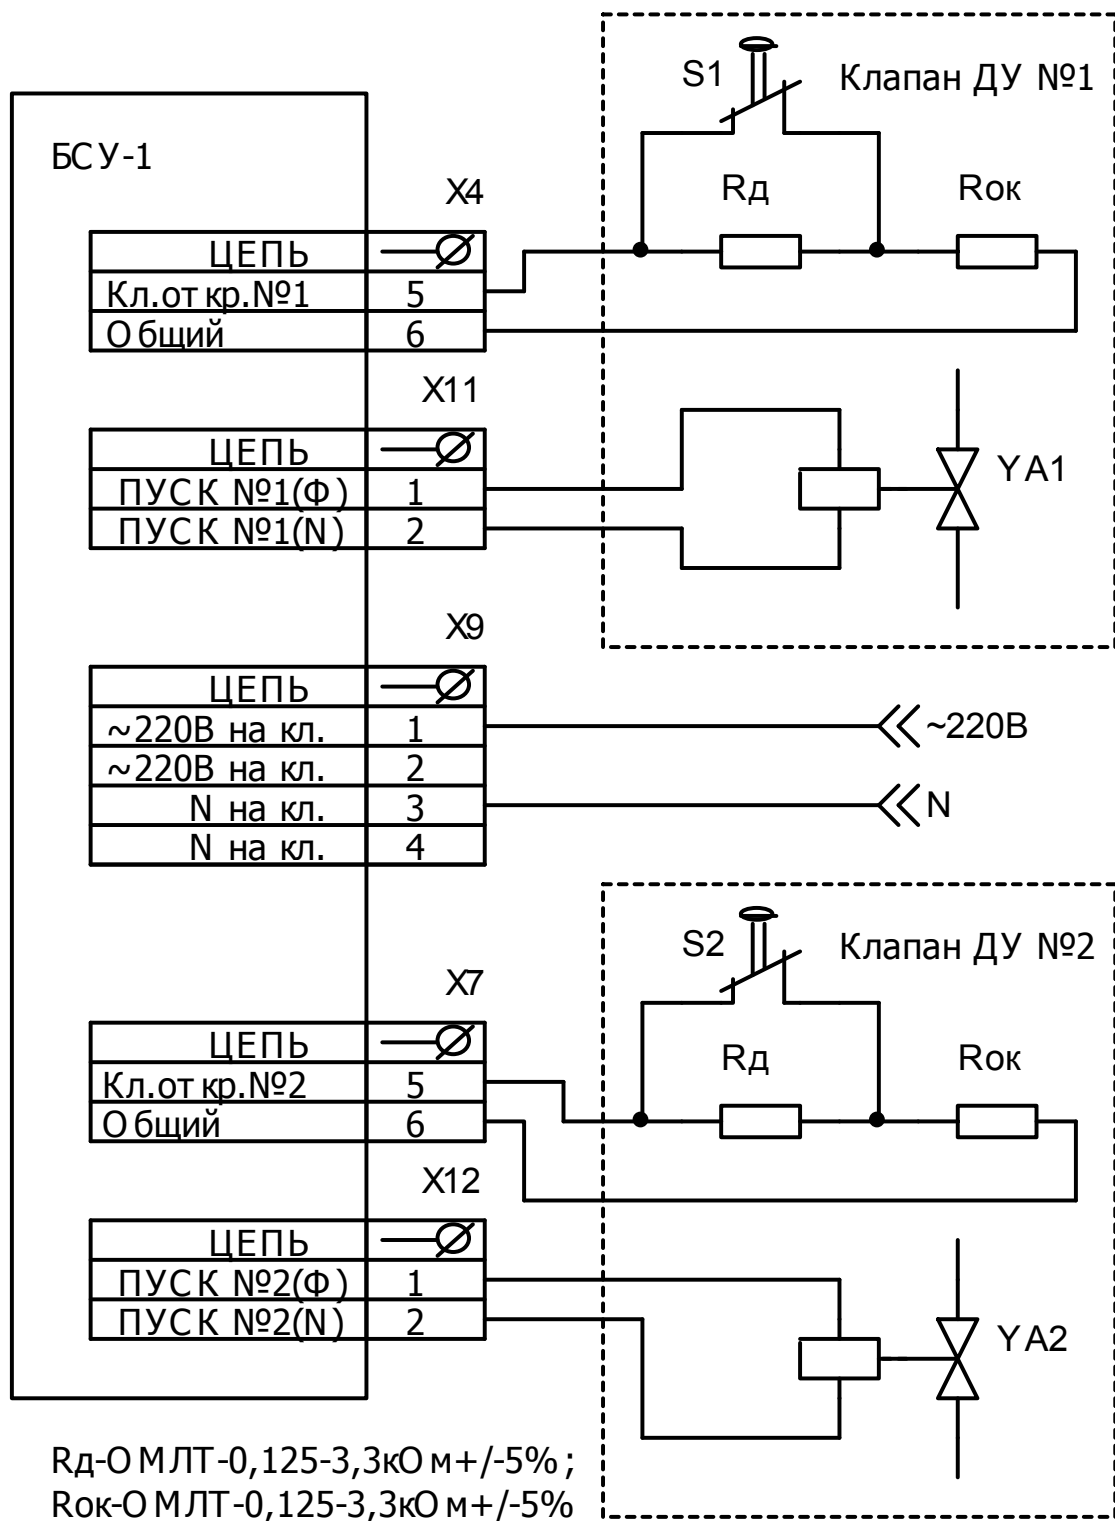 S1
Клапан ДУ №1
БСУ-1
X4
Rд
Rок
ЦЕПЬ
Кл.откр.№1 5
Общий 6
X11
ЦЕПЬ
ПУСК №1(Ф) 1
ПУСК №1(N) 2
YA1
X9
ЦЕПЬ
~220В на кл. 1
~220В на кл. 2
N на кл. 3
N на кл. 4
~220В
N
S2
Клапан ДУ №2
X7
Rд
Rок
ЦЕПЬ
Кл.откр.№2 5
Общий 6
X12
ЦЕПЬ
ПУСК №2(Ф) 1
ПУСК №2(N) 2
YA2
Rд-ОМЛТ-0,125-3,3кОм+/-5%;
Rок-ОМЛТ-0,125-3,3кОм+/-5%